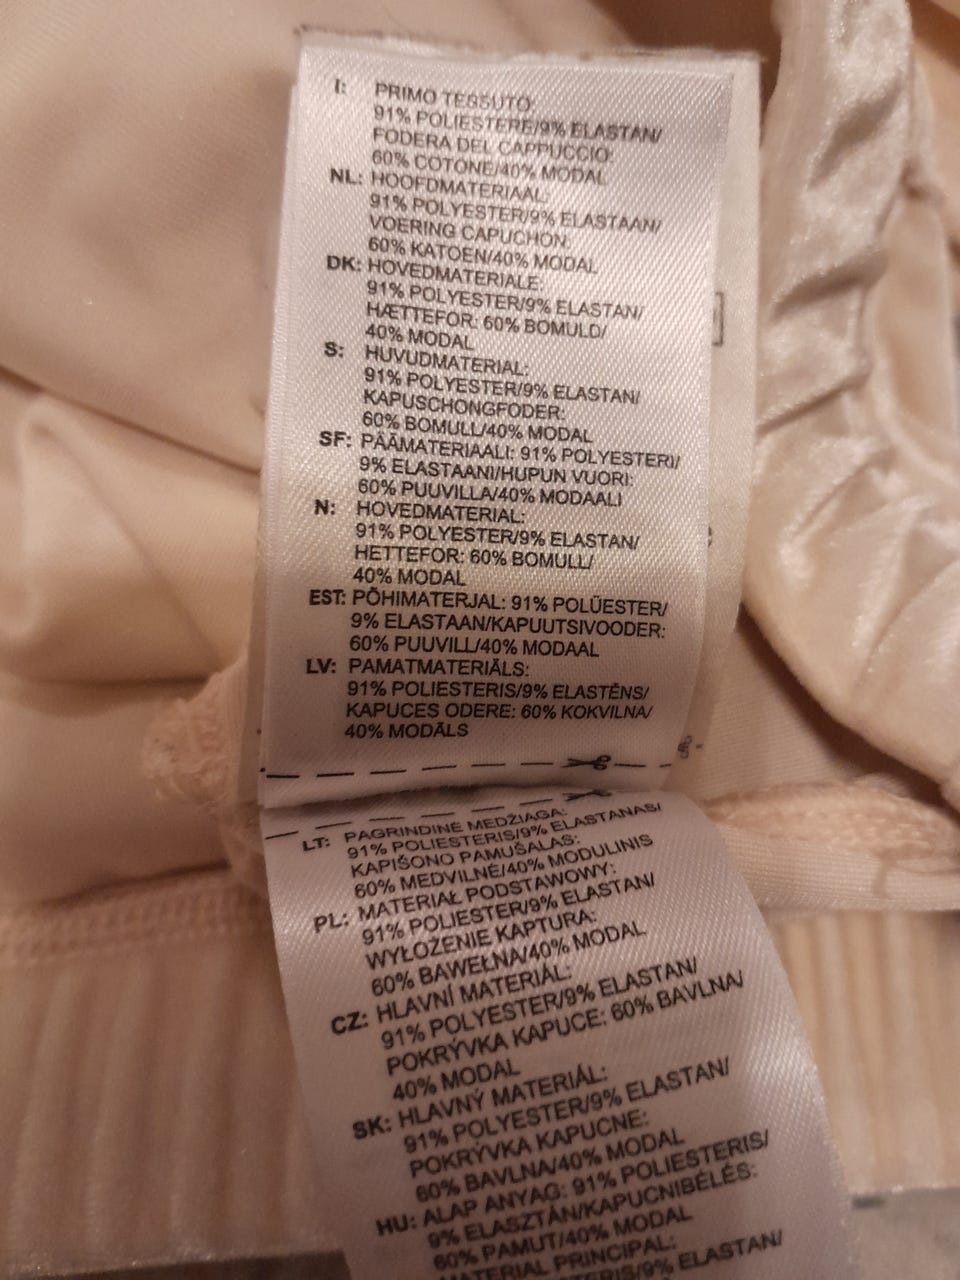 I: PRIMO TESSUTO:
91% POLIESTERE/9% ELASTAN/
FODERA DEL CAPPUCCIO:
60% COTONE/40% MODAL
NL: HOOFDMATERIAAL:
91% POLYESTER/9% ELASTAAN/
VOERING CAPUCHON:
60% KATOEN/40% MODAL
DK: HOVEDMATERIALE:
91% POLYESTER/9% ELASTAN/
HÆTTEFOR: 60% BOMULD/
40% MODAL
S: HUVUDMATERIAL:
91% POLYESTER/9% ELASTAN/
KAPUSCHONGFODER:
60% BOMULL/40% MODAL
SF: PÄÄMATERIAALI: 91% POLYESTERI/
9% ELASTAANI/HUPUN VUORI:
60% PUUVILLA/40% MODAALI
N: HOVEDMATERIAL:
91% POLYESTER/9% ELASTAN/
HETTEFOR: 60% BOMULL/
40% MODAL
EST: PÕHIMATERJAL: 91% POLÜESTER/
9% ELASTAAN/KAPUUTSIVOODER:
60% PUUVILL/40% MODAAL
LV: PAMATMATERIĀLS:
91% POLIESTERIS/9% ELASTĒNS/
KAPUCES ODERE: 60% KOKVILNA/
40% MODĀLS
LT: PAGRINDINĖ MEDŽIAGA:
91% POLIESTERIS/9% ELASTANAS/
KAPIŠONO PAMUŠALAS:
60% MEDVILNĖ/40% MODULINIS
PL: MATERIAŁ PODSTAWOWY:
91% POLIESTER/9% ELASTAN/
WYŁOŻENIE KAPTURA:
60% BAWEŁNA/40% MODAL
CZ: HLAVNÍ MATERIÁL:
91% POLYESTER/9% ELASTAN/
POKRÝVKA KAPUCE: 60% BAVLNA/
40% MODAL
SK: HLAVNÝ MATERIÁL:
91% POLYESTER/9% ELASTAN/
POKRÝVKA KAPUCNE:
60% BAVLNA/40% MODAL
HU: ALAP ANYAG: 91% POLIESTERIS/
9% ELASZTÁN/KAPUCNIBÉLÉS:
60% PAMUT/40% MODAL
MATERIAL PRINCIPAL:
9% ELASTAN/